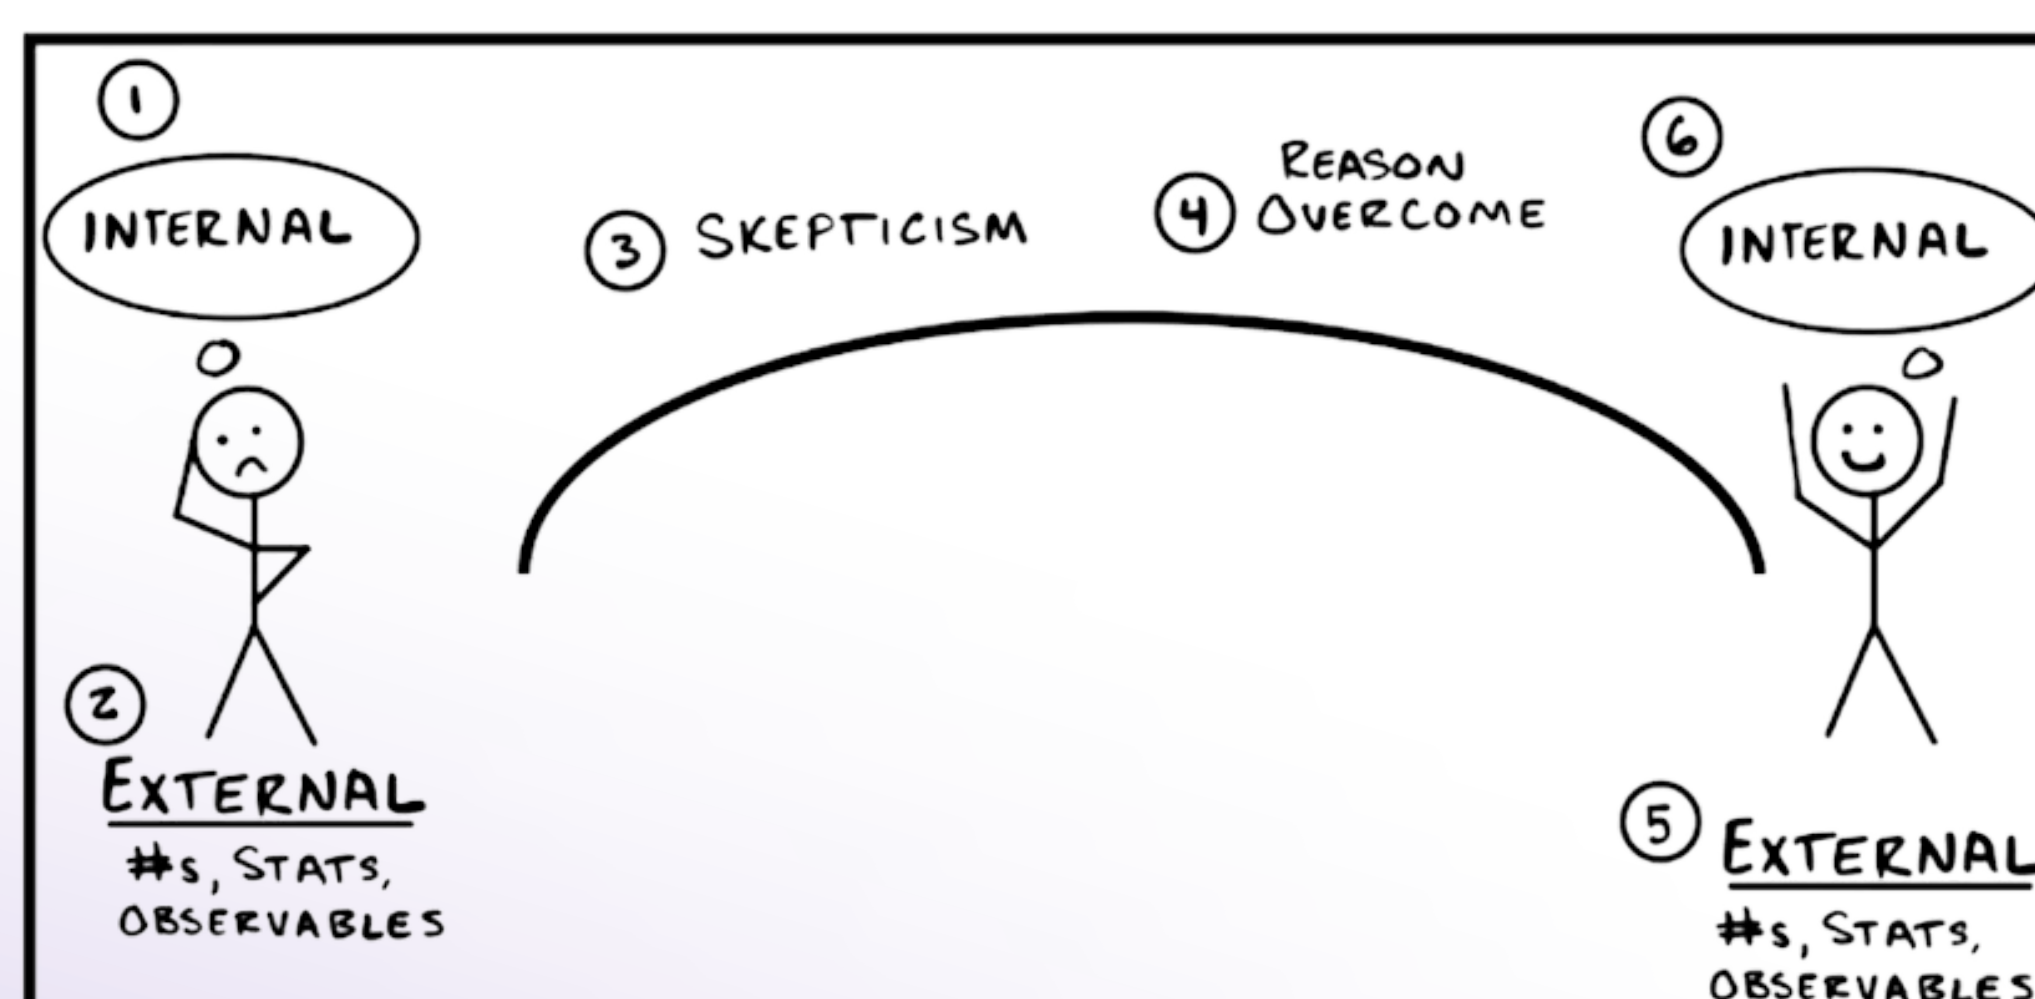 1
INTERNAL
2
EXTERNAL
#s, STATS,
OBSERVABLES
3 SKEPTICISM
4 REASON
OVERCOME
6
INTERNAL
5 EXTERNAL
#s, STATS,
OBSERVABLES